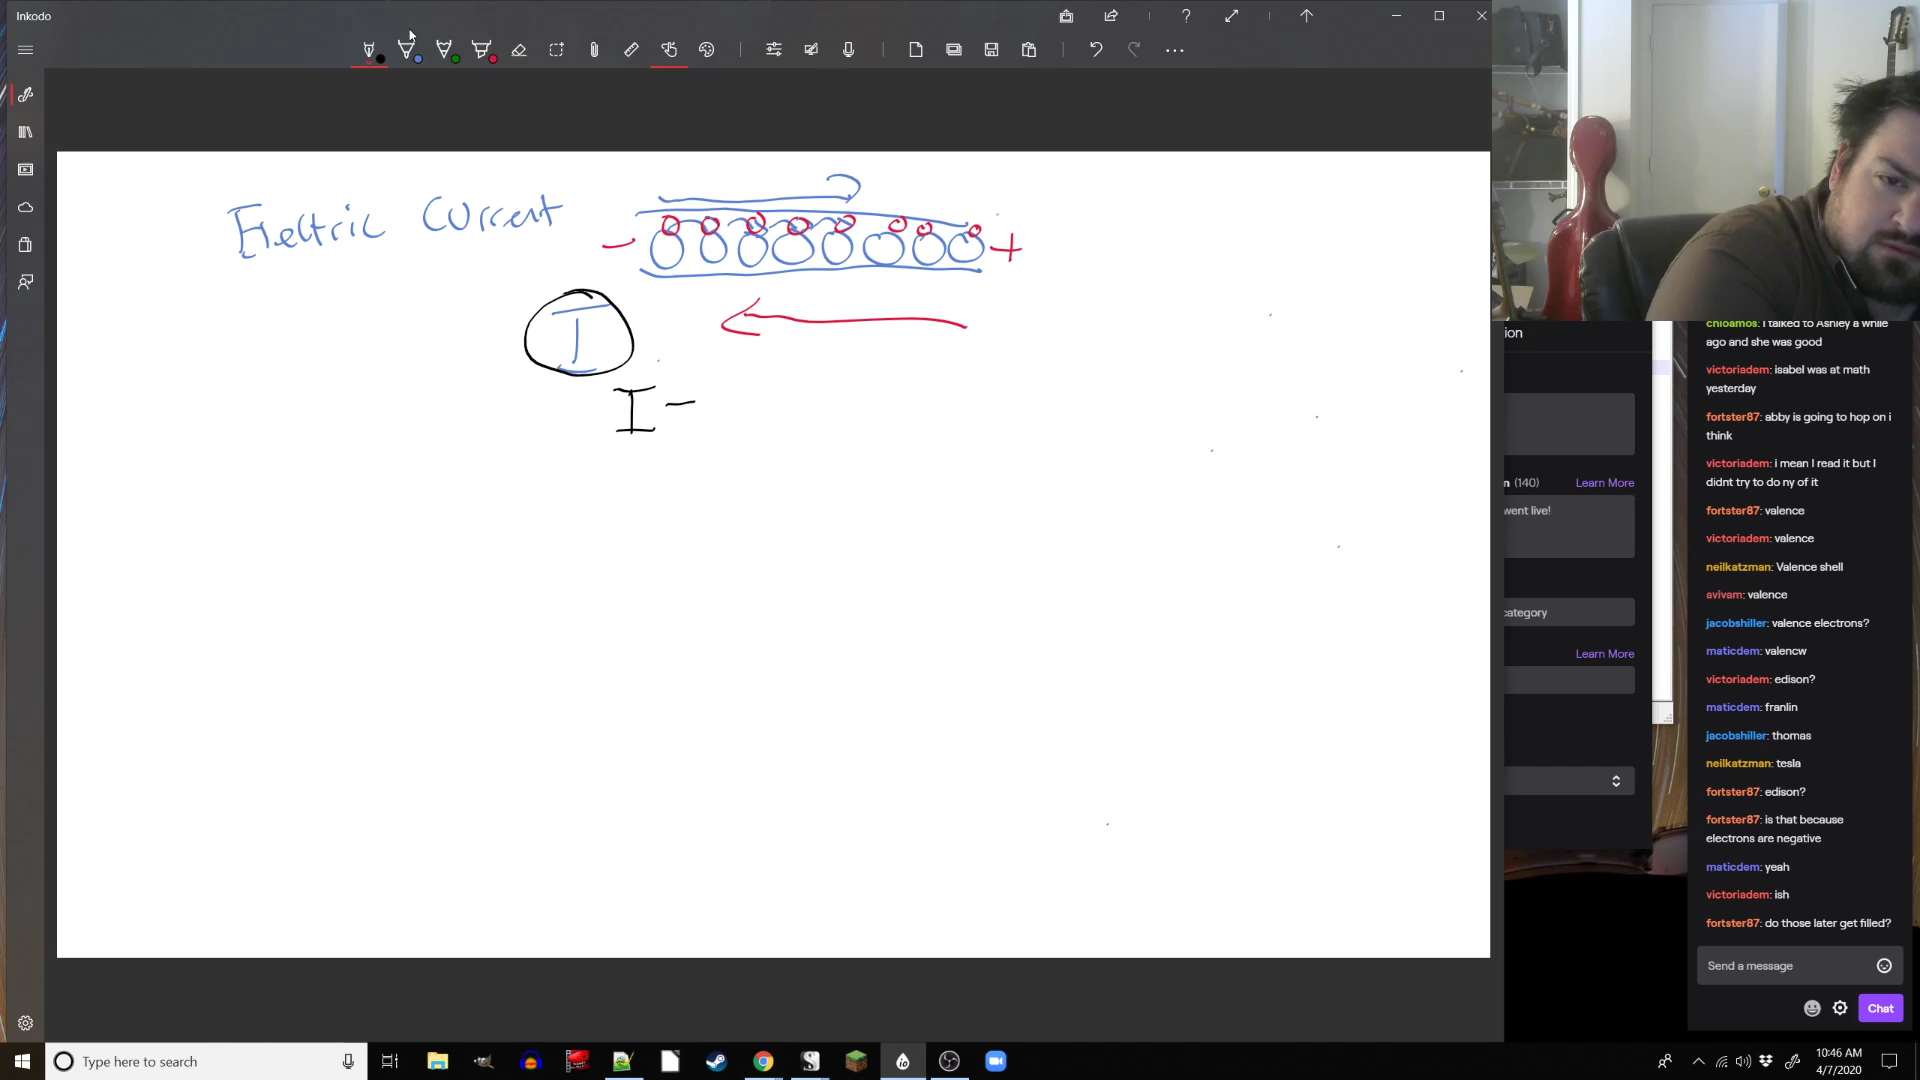 Inkodo
Electric Current
- +
I
I -
ion
n (140) Learn More
went live!
category
Learn More
chloamos: I talked to Ashley a while
ago and she was good
victoriadem: isabel was at math
yesterday
fortster87: abby is going to hop on i
think
victoriadem: i mean I read it but I
didnt try to do ny of it
fortster87: valence
victoriadem: valence
neilkatzman: Valence shell
avivam: valence
jacobshiller: valence electrons?
maticdem: valencw
victoriadem: edison?
maticdem: franlin
jacobshiller: thomas
neilkatzman: tesla
fortster87: edison?
fortster87: is that because
electrons are negative
maticdem: yeah
victoriadem: ish
fortster87: do those later get filled?
Send a message
Chat
Type here to search
10:46 AM
4/7/2020